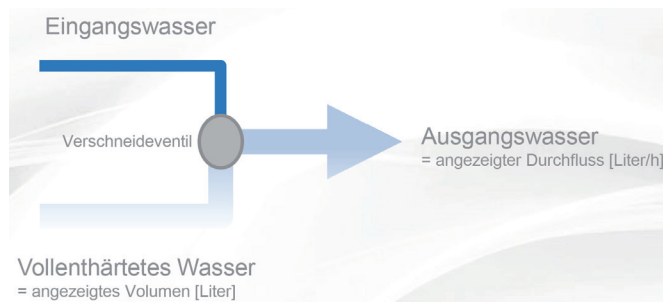 Eingangswasser
Verschneideventil
Ausgangswasser
= angezeigter Durchfluss [Liter/h]
Vollenthärtetes Wasser
= angezeigtes Volumen [Liter]